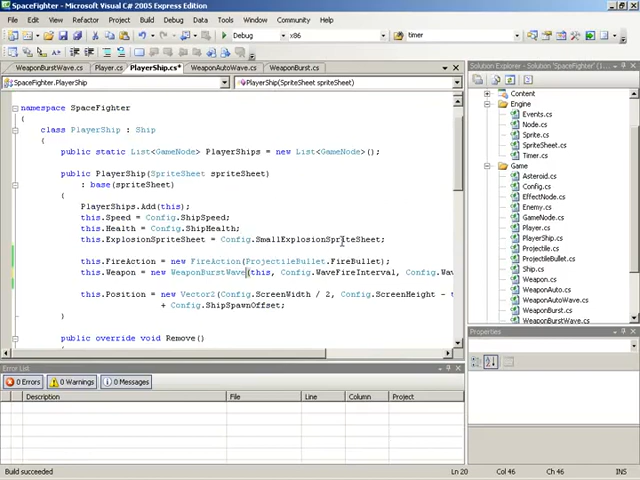 SpaceFighter - Microsoft Visual C# 2005 Express Edition
File Edit View Refactor Project Build Debug Data Tools Window Community Help
Debug x86 timer
WeaponBurstWave.cs Player.cs PlayerShip.cs* WeaponAutoWave.cs WeaponBurst.cs
SpaceFighter.PlayerShip PlayerShip(SpriteSheet spriteSheet)
namespace SpaceFighter
{
class PlayerShip : Ship
{
public static List<GameNode> PlayerShips = new List<GameNode>();
public PlayerShip(SpriteSheet spriteSheet)
: base(spriteSheet)
{
PlayerShips.Add(this);
this.Speed = Config.ShipSpeed;
this.Health = Config.ShipHealth;
this.ExplosionSpriteSheet = Config.SmallExplosionSpriteSheet;
this.FireAction = new FireAction(ProjectileBullet.FireBullet);
this.Weapon = new WeaponBurstWave(this, Config.WaveFireInterval, Config.Wav
this.Position = new Vector2(Config.ScreenWidth / 2, Config.ScreenHeight -
+ Config.ShipSpawnOffset;
}
public override void Remove()
Solution Explorer - Solution 'SpaceFighter' (1
Content
Engine
Events.cs
Node.cs
Sprite.cs
SpriteSheet.cs
Timer.cs
Game
Asteroid.cs
Config.cs
EffectNode.cs
Enemy.cs
GameNode.cs
Player.cs
PlayerShip.cs
ProjectileBullet.cs
Ship.cs
Weapon.cs
WeaponAuto.cs
WeaponAutoWave.cs
WeaponBurst.cs
WeaponBurstWave.cs
Properties
Error List
0 Errors 0 Warnings 0 Messages
Description File Line Column Project
Build succeeded Ln 20 Col 46 Ch 46